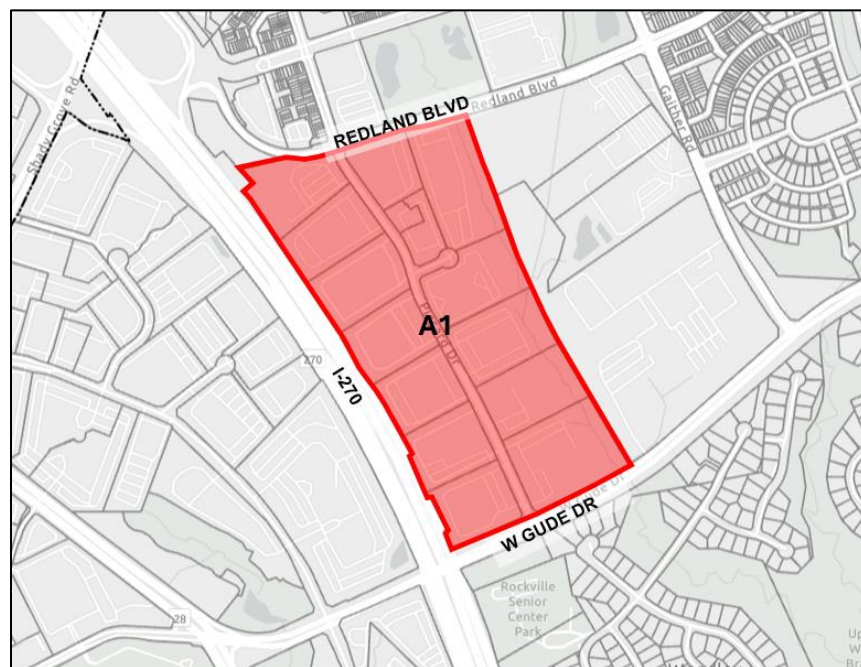 REDLAND BLVD
Redland Blvd
Gaither Rd
Shady Grove Rd
A1
270
I-270
W GUDE DR
28
Rockville
Senior
Center
Park
Up